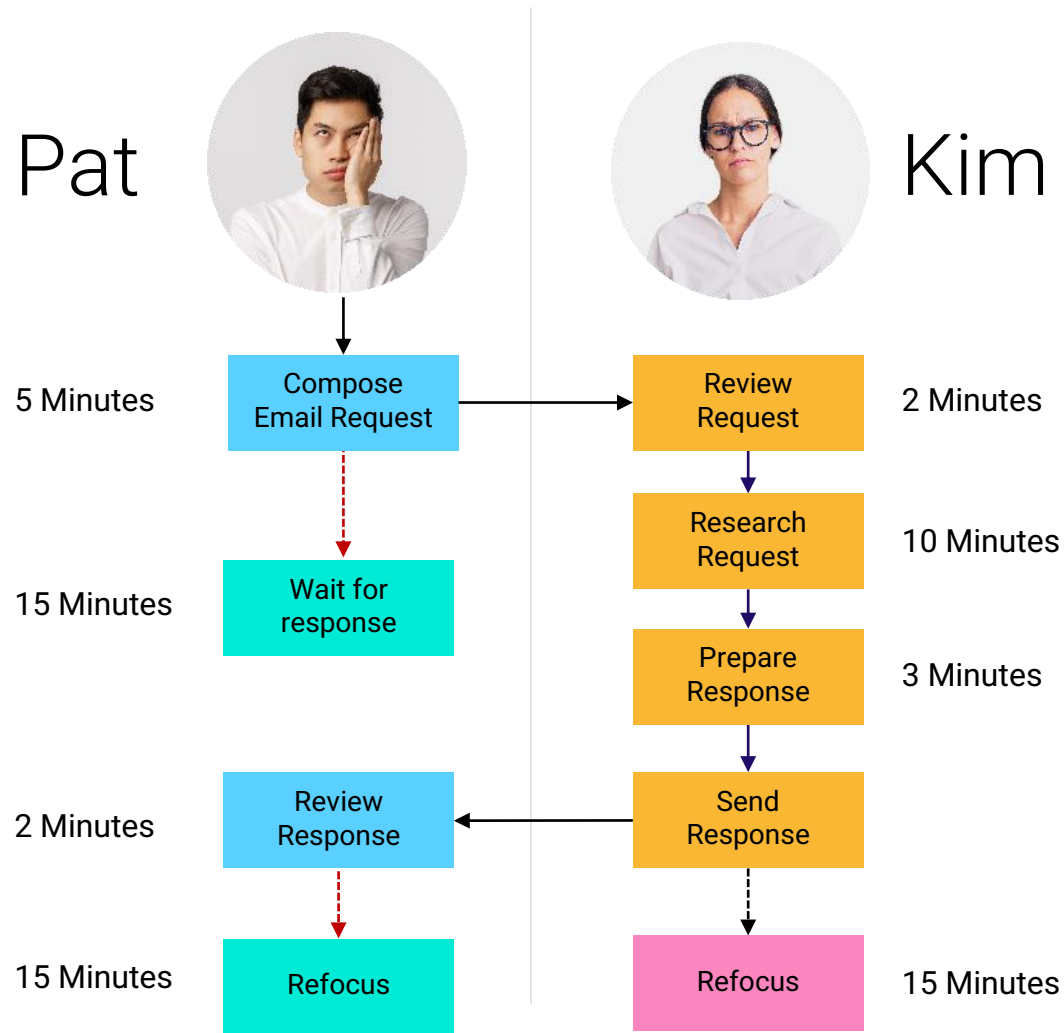 Pat
Kim
5 Minutes
Compose
Email Request
Review
Request
2 Minutes
Research
Request
10 Minutes
15 Minutes
Wait for
response
Prepare
Response
3 Minutes
2 Minutes
Review
Response
Send
Response
15 Minutes
Refocus
Refocus
15 Minutes